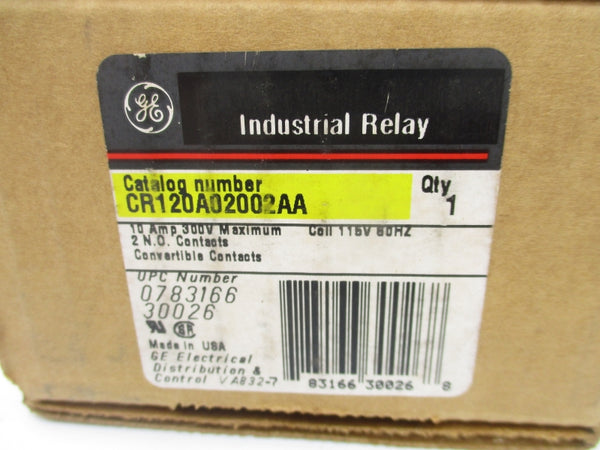 GE
Industrial Relay
Catalog number Qty
CR120A02002AA 1
10 Amp 300V Maximum Coil 115V 60HZ
2 N.O. Contacts
Convertible Contacts
UPC Number
0783166
30026
Made in USA
GE Electrical
Distribution &
Control VA832-7
83166 30026 8